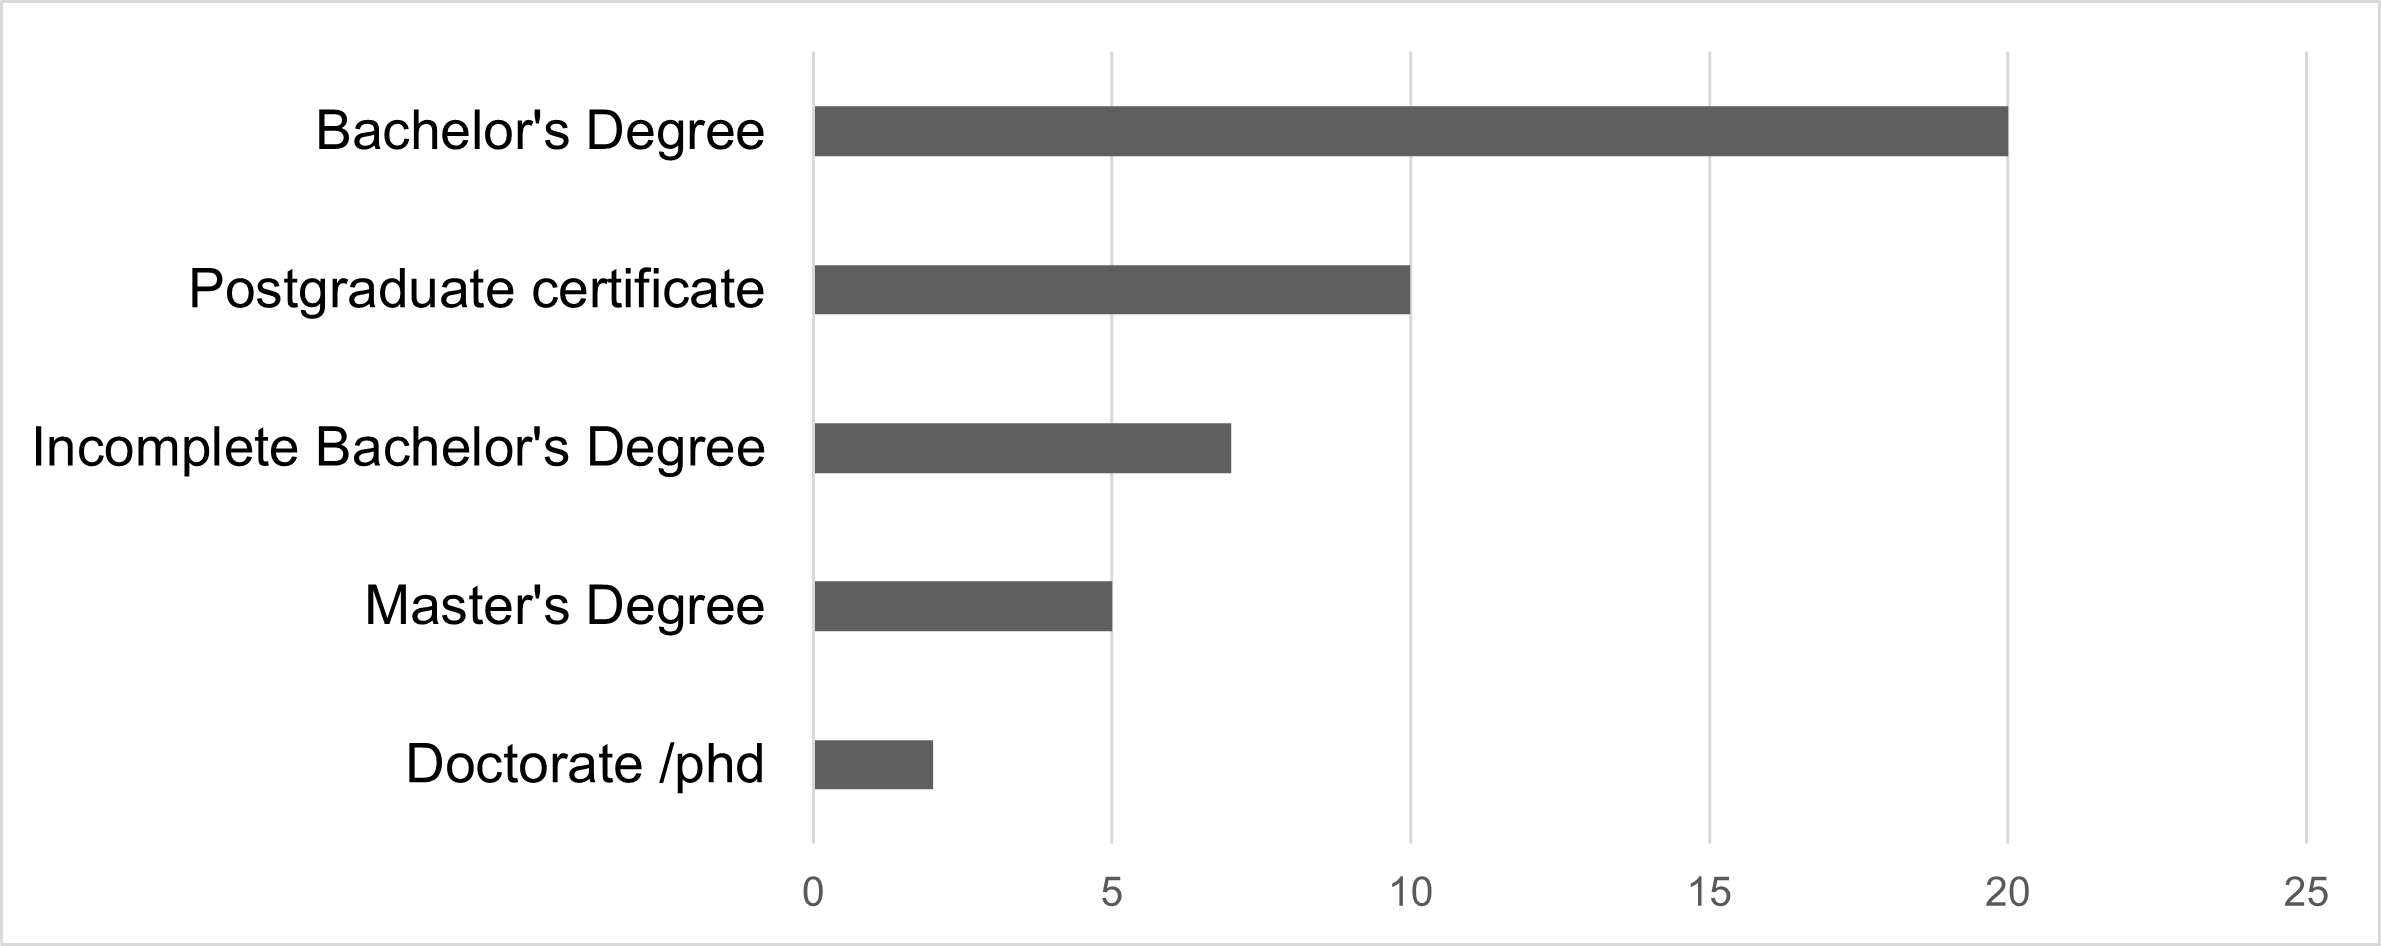 Bachelor's Degree
Postgraduate certificate
Incomplete Bachelor's Degree
Master's Degree
Doctorate /phd
0 5 10 15 20 25